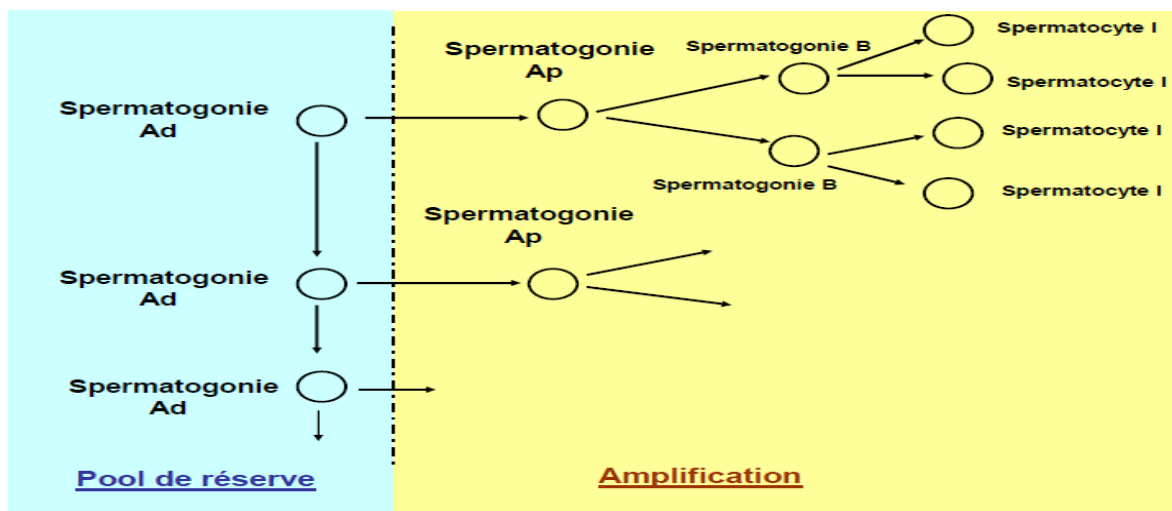 Spermatocyte I
Spermatogonie
Ap
Spermatogonie B
Spermatocyte I
Spermatogonie
Ad
Spermatocyte I
Spermatogonie B
Spermatocyte I
Spermatogonie
Ap
Spermatogonie
Ad
Spermatogonie
Ad
Pool de réserve
Amplification